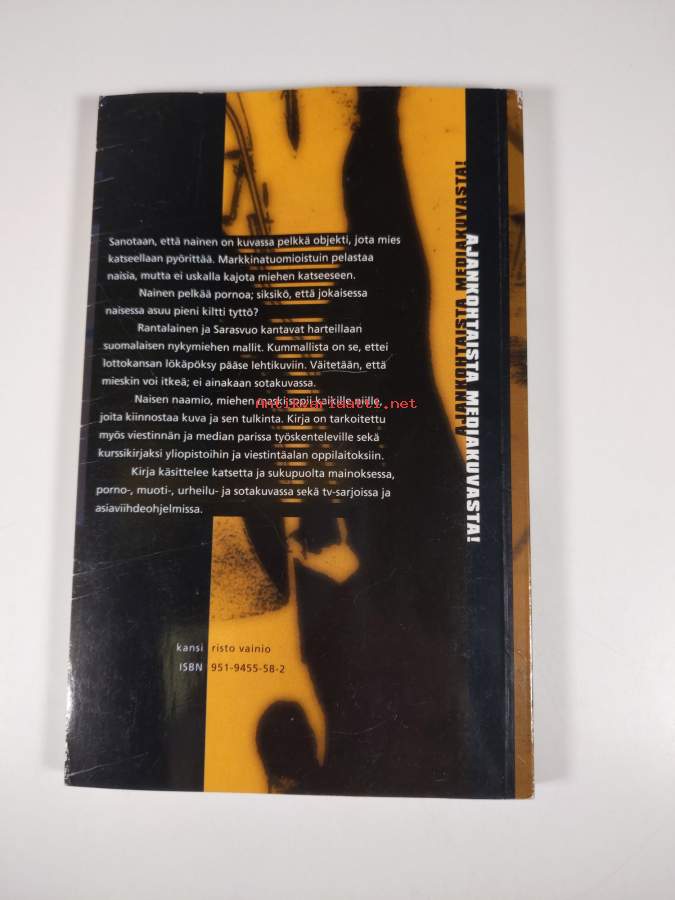 Sanotaan, että nainen on kuvassa pelkkä objekti, jota mies
katseellaan pyörittää. Markkinatuomioistuin pelastaa
naisia, mutta ei uskalla kajota miehen katseeseen.
Nainen pelkää pornoa; siksikö, että jokaisessa
naisessa asuu pieni kiltti tyttö?
Rantalainen ja Sarasvuo kantavat harteillaan
suomalaisen nykymiehen mallit. Kummallista on se, ettei
lottokansan lökäpöksy pääse lehtikuviin. Väitetään, että
mieskin voi itkeä; ei ainakaan sotakuvassa.
Naisen naamio, miehen maski sopii kaikille niille,
joita kiinnostaa kuva ja sen tulkinta. Kirja on tarkoitettu
myös viestinnän ja median parissa työskenteleville sekä
kurssikirjaksi yliopistoihin ja viestintäalan oppilaitoksiin.
Kirja käsittelee katsetta ja sukupuolta mainoksessa,
porno-, muoti-, urheilu- ja sotakuvassa sekä tv-sarjoissa ja
asiaviihdeohjelmissa.
Antikvariaatti.net
kansi risto vainio
ISBN 951-9455-58-2
AJANKOHTAISTA MEDIAKUVASTA!
AJANKOHTAISTA MEDIAKUVASTA!